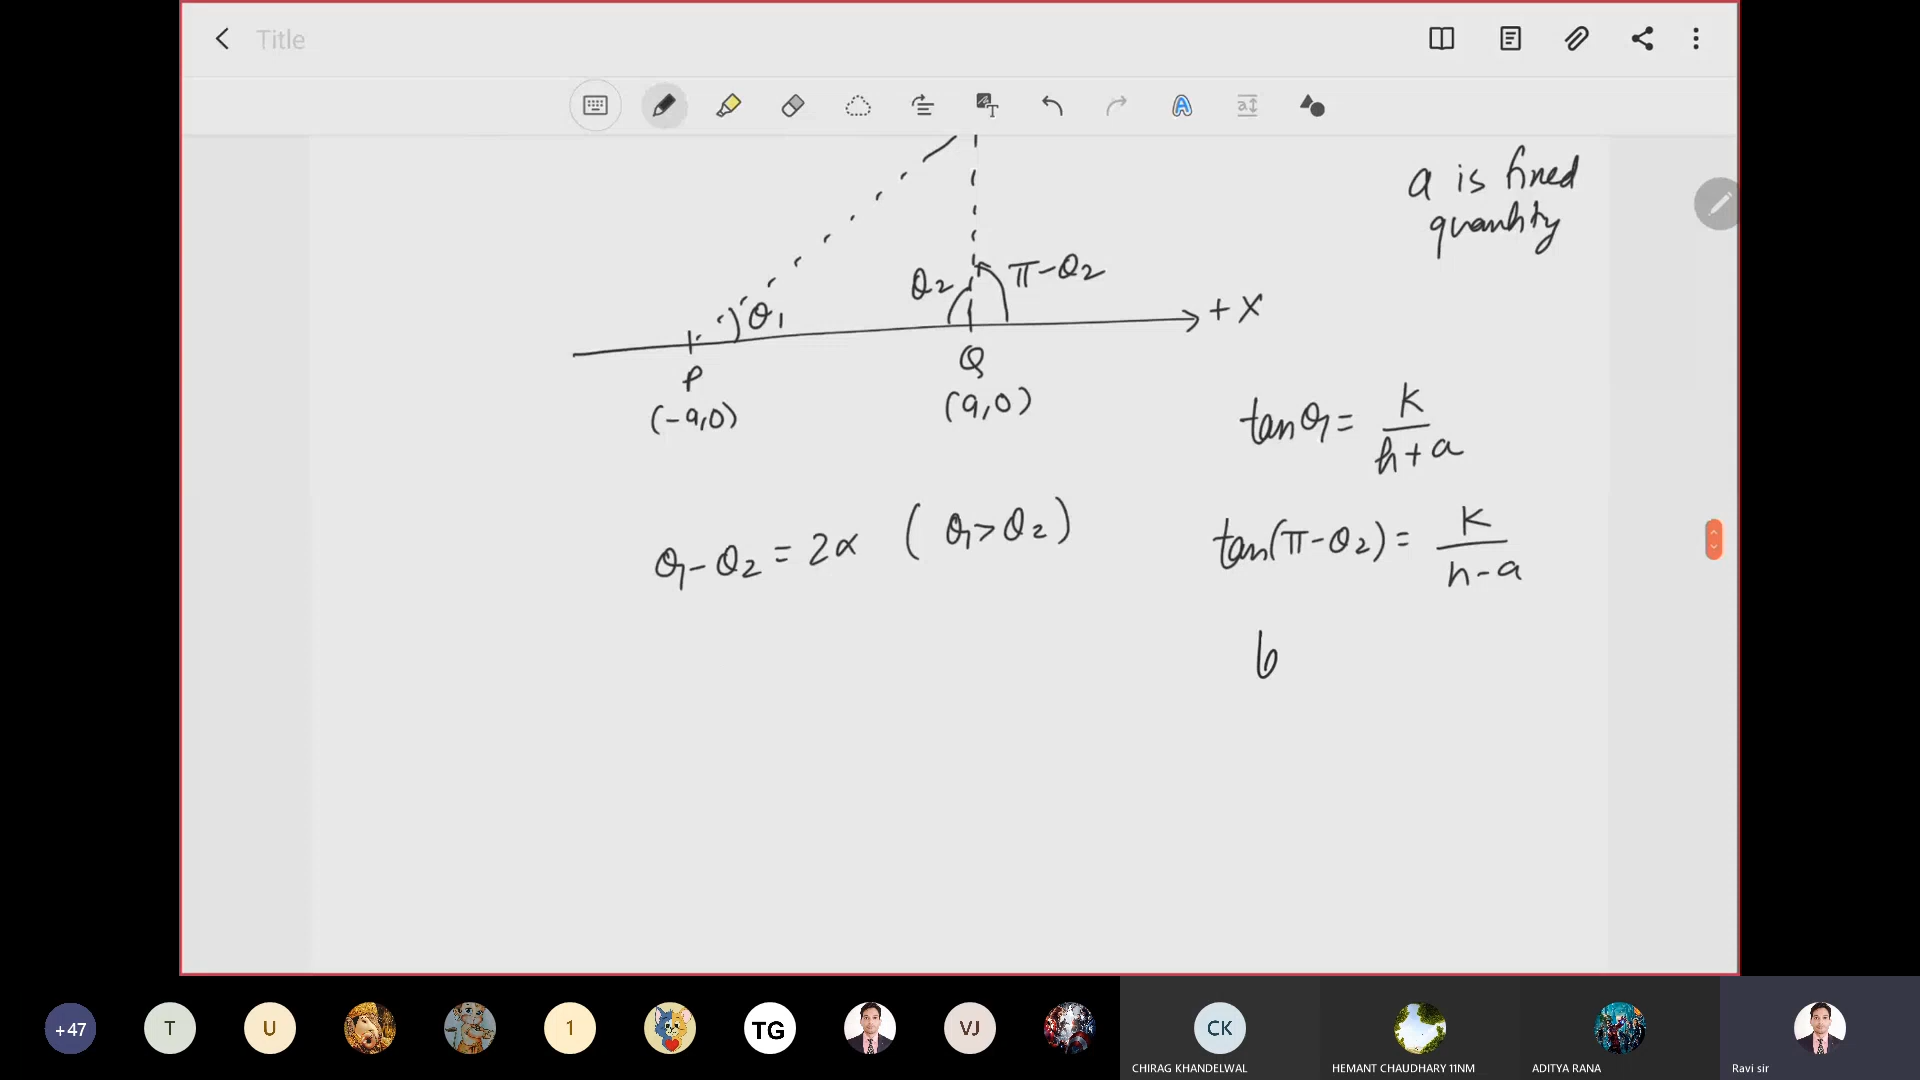 Title
a is fixed
quantity
θ2
π-θ2
θ1
+X
P
Q
(-a,0)
(a,0)
tanθ1 = K/(h+a)
θ1-θ2 = 2α ( θ1>θ2 )
tan(π-θ2) = K/(h-a)
+47
T
U
1
TG
VJ
CK
CHIRAG KHANDELWAL
HEMANT CHAUDHARY 11NM
ADITYA RANA
Ravi sir